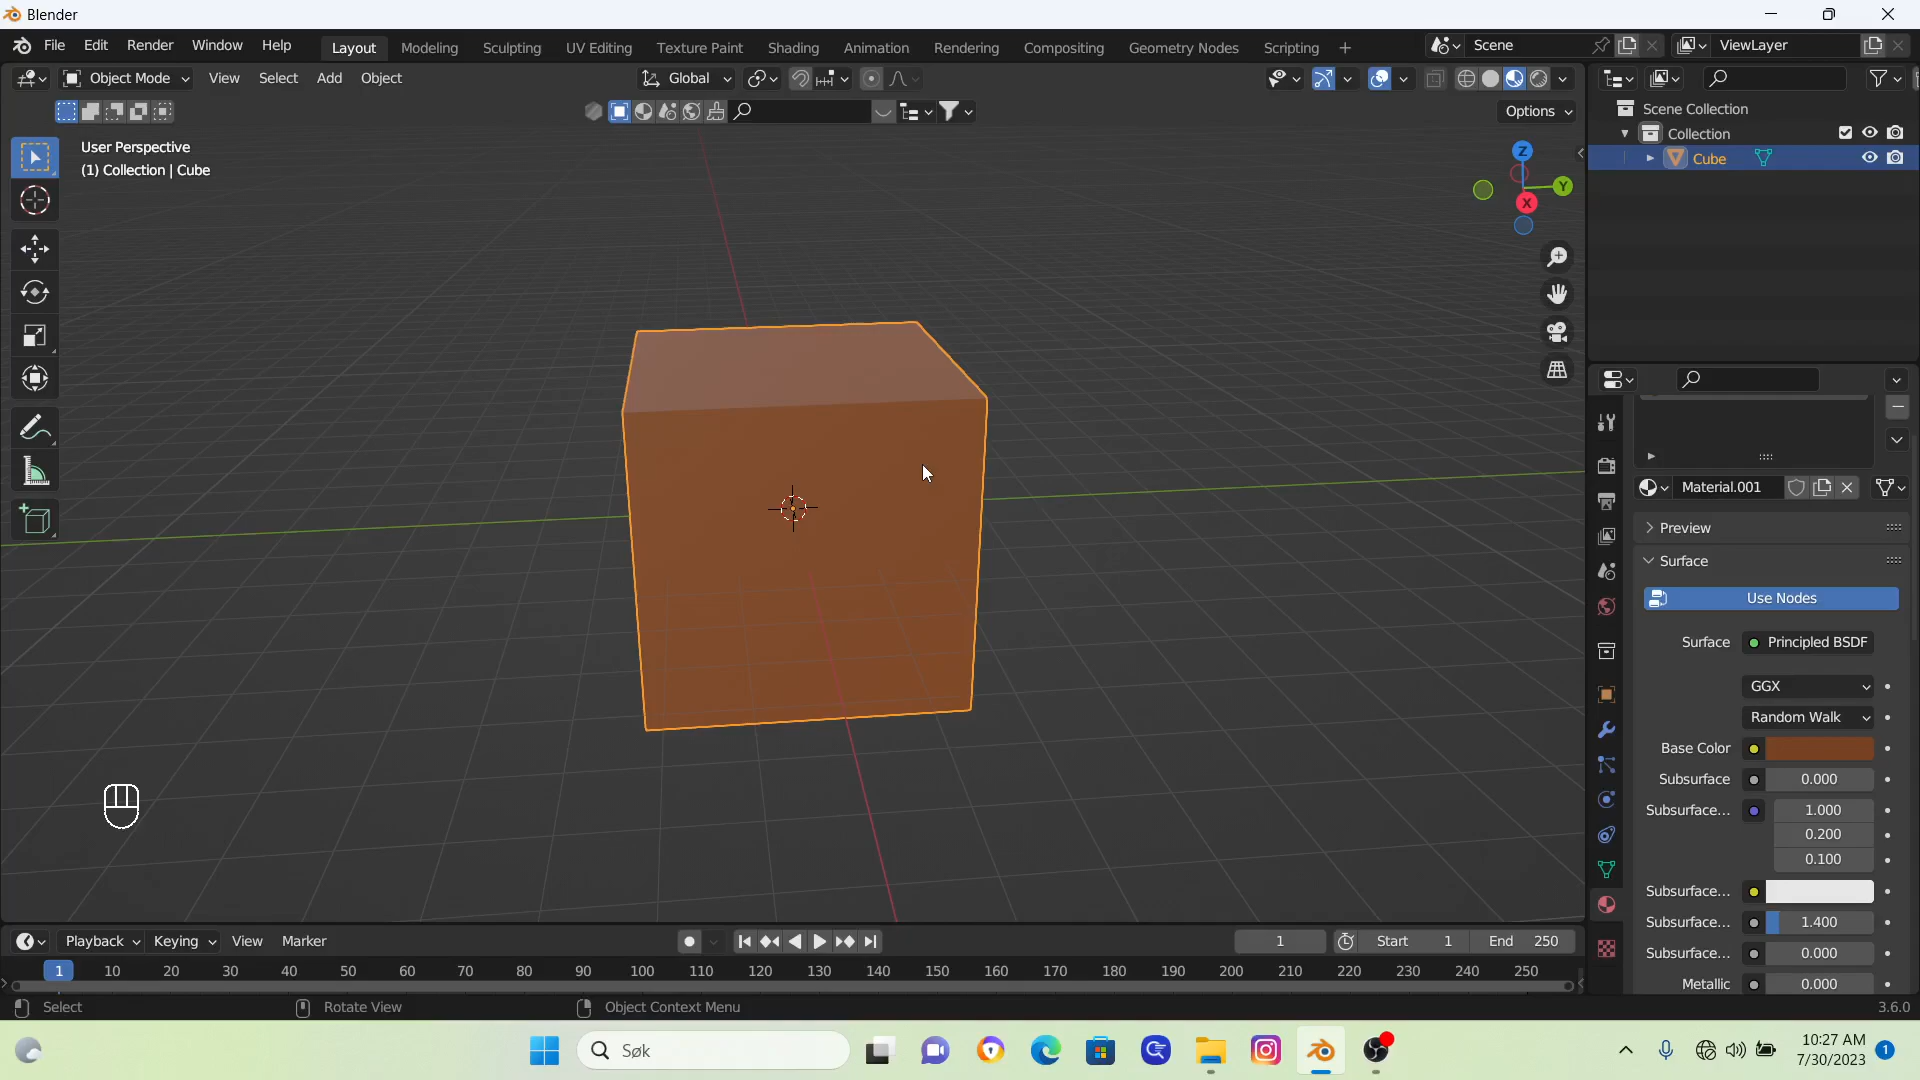 Blender
File Edit Render Window Help Layout Modeling Sculpting UV Editing Texture Paint Shading Animation Rendering Compositing Geometry Nodes Scripting + Scene ViewLayer
Object Mode View Select Add Object Global
Options
User Perspective
(1) Collection | Cube
Z
Y
X
Scene Collection
Collection
Cube
Material.001
Preview
Surface
Use Nodes
Surface Principled BSDF
GGX
Random Walk
Base Color
Subsurface 0.000
Subsurface... 1.000
0.200
0.100
Subsurface...
Subsurface... 1.400
Subsurface... 0.000
Metallic 0.000
Playback Keying View Marker 1 Start 1 End 250
1 10 20 30 40 50 60 70 80 90 100 110 120 130 140 150 160 170 180 190 200 210 220 230 240 250
Select Rotate View Object Context Menu 3.6.0
Søk
10:27 AM
7/30/2023
1